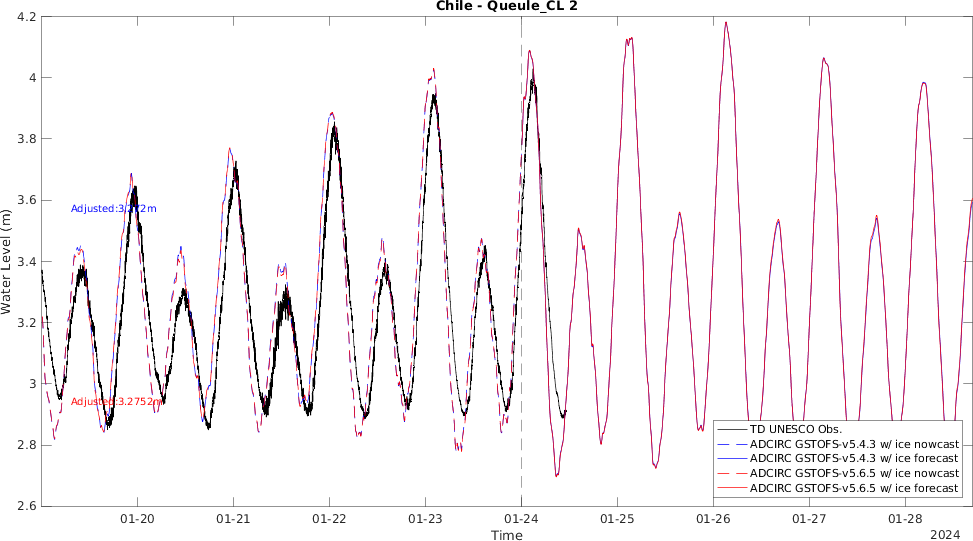 Chile - Queule_CL 2
4.2
4
3.8
3.6
3.4
3.2
3
2.8
2.6
Water Level (m)
Adjusted:3.272m
Adjusted:3.2752m
TD UNESCO Obs.
ADCIRC GSTOFS-v5.4.3 w/ ice nowcast
ADCIRC GSTOFS-v5.4.3 w/ ice forecast
ADCIRC GSTOFS-v5.6.5 w/ ice nowcast
ADCIRC GSTOFS-v5.6.5 w/ ice forecast
01-20 01-21 01-22 01-23 01-24 01-25 01-26 01-27 01-28
Time
2024